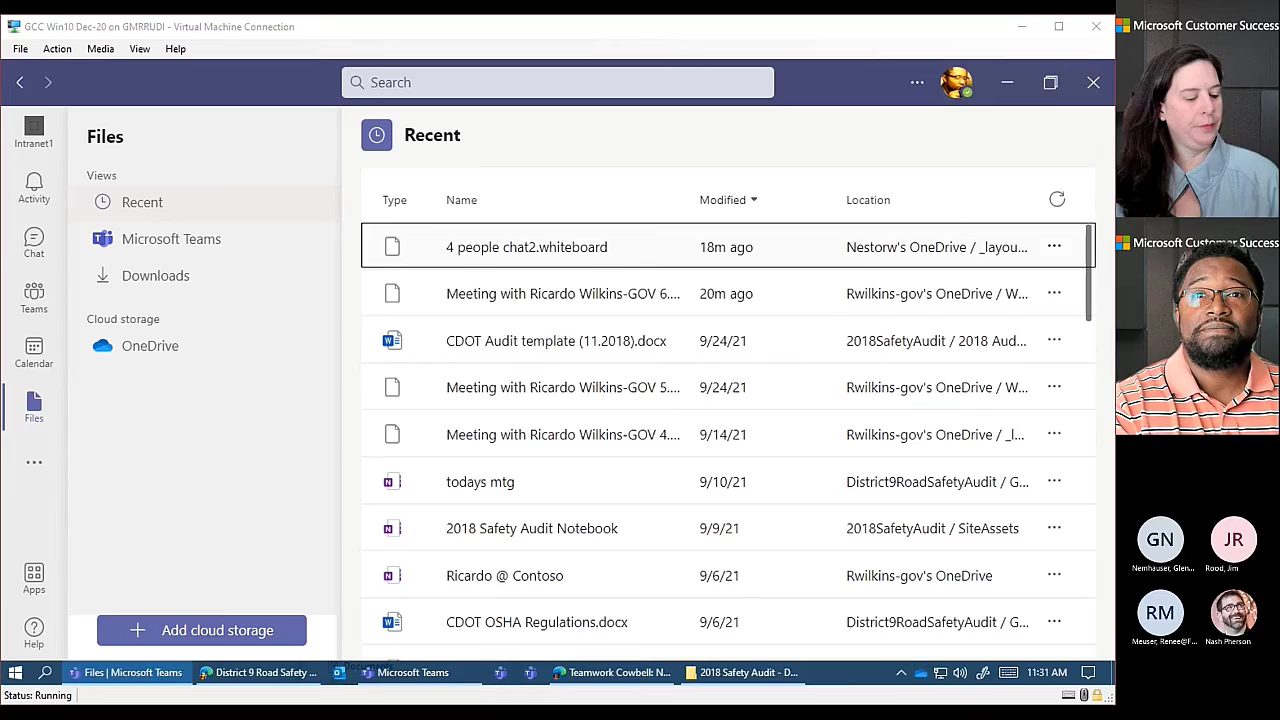 GCC Win10 Dec-20 on GMRRUDI - Virtual Machine Connection
File Action Media View Help
Search
Intranet1
Activity
Chat
Teams
Calendar
Files
Apps
Help
Files
Views
Recent
Microsoft Teams
Downloads
Cloud storage
OneDrive
Add cloud storage
Recent
Type Name Modified Location
4 people chat2.whiteboard 18m ago Nestorw's OneDrive / _layou...
Meeting with Ricardo Wilkins-GOV 6.... 20m ago Rwilkins-gov's OneDrive / W...
CDOT Audit template (11.2018).docx 9/24/21 2018SafetyAudit / 2018 Aud...
Meeting with Ricardo Wilkins-GOV 5.... 9/24/21 Rwilkins-gov's OneDrive / W...
Meeting with Ricardo Wilkins-GOV 4.... 9/14/21 Rwilkins-gov's OneDrive / _l...
todays mtg 9/10/21 District9RoadSafetyAudit / G...
2018 Safety Audit Notebook 9/9/21 2018SafetyAudit / SiteAssets
Ricardo @ Contoso 9/6/21 Rwilkins-gov's OneDrive
CDOT OSHA Regulations.docx 9/6/21 District9RoadSafetyAudit / G...
Files | Microsoft Teams District 9 Road Safety ... Microsoft Teams Teamwork Cowbell: N... 2018 Safety Audit - D... 11:31 AM
Status: Running
Microsoft Customer Success
Microsoft Customer Success
GN JR
Nemhauser, Glen... Rood, Jim
RM
Meuser, Renee@F... Nash Pherson